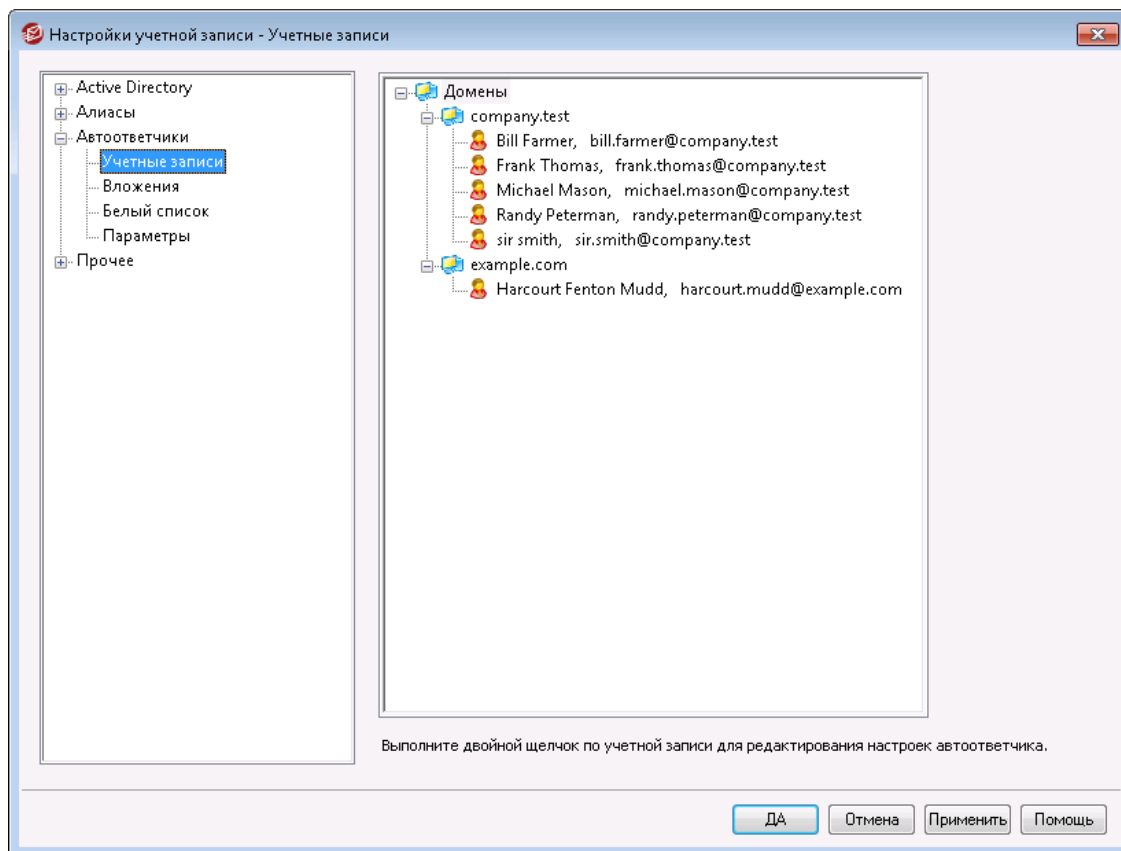 Настройки учетной записи - Учетные записи
Active Directory
Алиасы
Автоответчики
Учетные записи
Вложения
Белый список
Параметры
Прочее
Домены
company.test
Bill Farmer, bill.farmer@company.test
Frank Thomas, frank.thomas@company.test
Michael Mason, michael.mason@company.test
Randy Peterman, randy.peterman@company.test
sir smith, sir.smith@company.test
example.com
Harcourt Fenton Mudd, harcourt.mudd@example.com
Выполните двойной щелчок по учетной записи для редактирования настроек автоответчика.
ДА
Отмена
Применить
Помощь